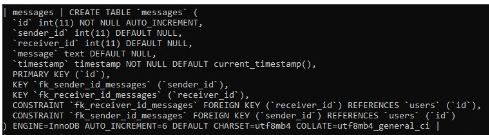 | messages | CREATE TABLE `messages` (
`id` int(11) NOT NULL AUTO_INCREMENT,
`sender_id` int(11) DEFAULT NULL,
`receiver_id` int(11) DEFAULT NULL,
`message` text DEFAULT NULL,
`timestamp` timestamp NOT NULL DEFAULT current_timestamp(),
PRIMARY KEY (`id`),
KEY `fk_sender_id_messages` (`sender_id`),
KEY `fk_receiver_id_messages` (`receiver_id`),
CONSTRAINT `fk_receiver_id_messages` FOREIGN KEY (`receiver_id`) REFERENCES `users` (`id`),
CONSTRAINT `fk_sender_id_messages` FOREIGN KEY (`sender_id`) REFERENCES `users` (`id`)
) ENGINE=InnoDB AUTO_INCREMENT=6 DEFAULT CHARSET=utf8mb4 COLLATE=utf8mb4_general_ci |